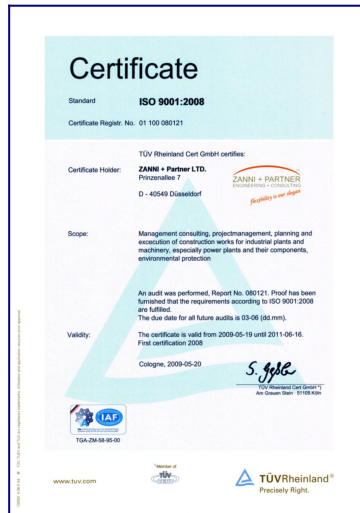 Certificate
Standard ISO 9001:2008
Certificate Registr. No. 01 100 080121
TÜV Rheinland Cert GmbH certifies:
Certificate Holder: ZANNI + Partner LTD.
Prinzenallee 7
D - 40549 Düsseldorf
ZANNI + PARTNER
ENGINEERING + CONSULTING
flexibility is our slogan
Scope: Management consulting, projectmanagement, planning and
excecution of construction works for industrial plants and
machinery, especially power plants and their components,
environmental protection
An audit was performed, Report No. 080121. Proof has been
furnished that the requirements according to ISO 9001:2008
are fulfilled.
The due date for all future audits is 03-06 (dd.mm).
Validity: The certificate is valid from 2009-05-19 until 2011-06-16.
First certification 2008
Cologne, 2009-05-20
TÜV Rheinland Cert GmbH *)
Am Grauen Stein · 51105 Köln
IAF
TGA-ZM-58-95-00
www.tuv.com
*)Member of
TÜV
TÜVRheinland®
Precisely Right.